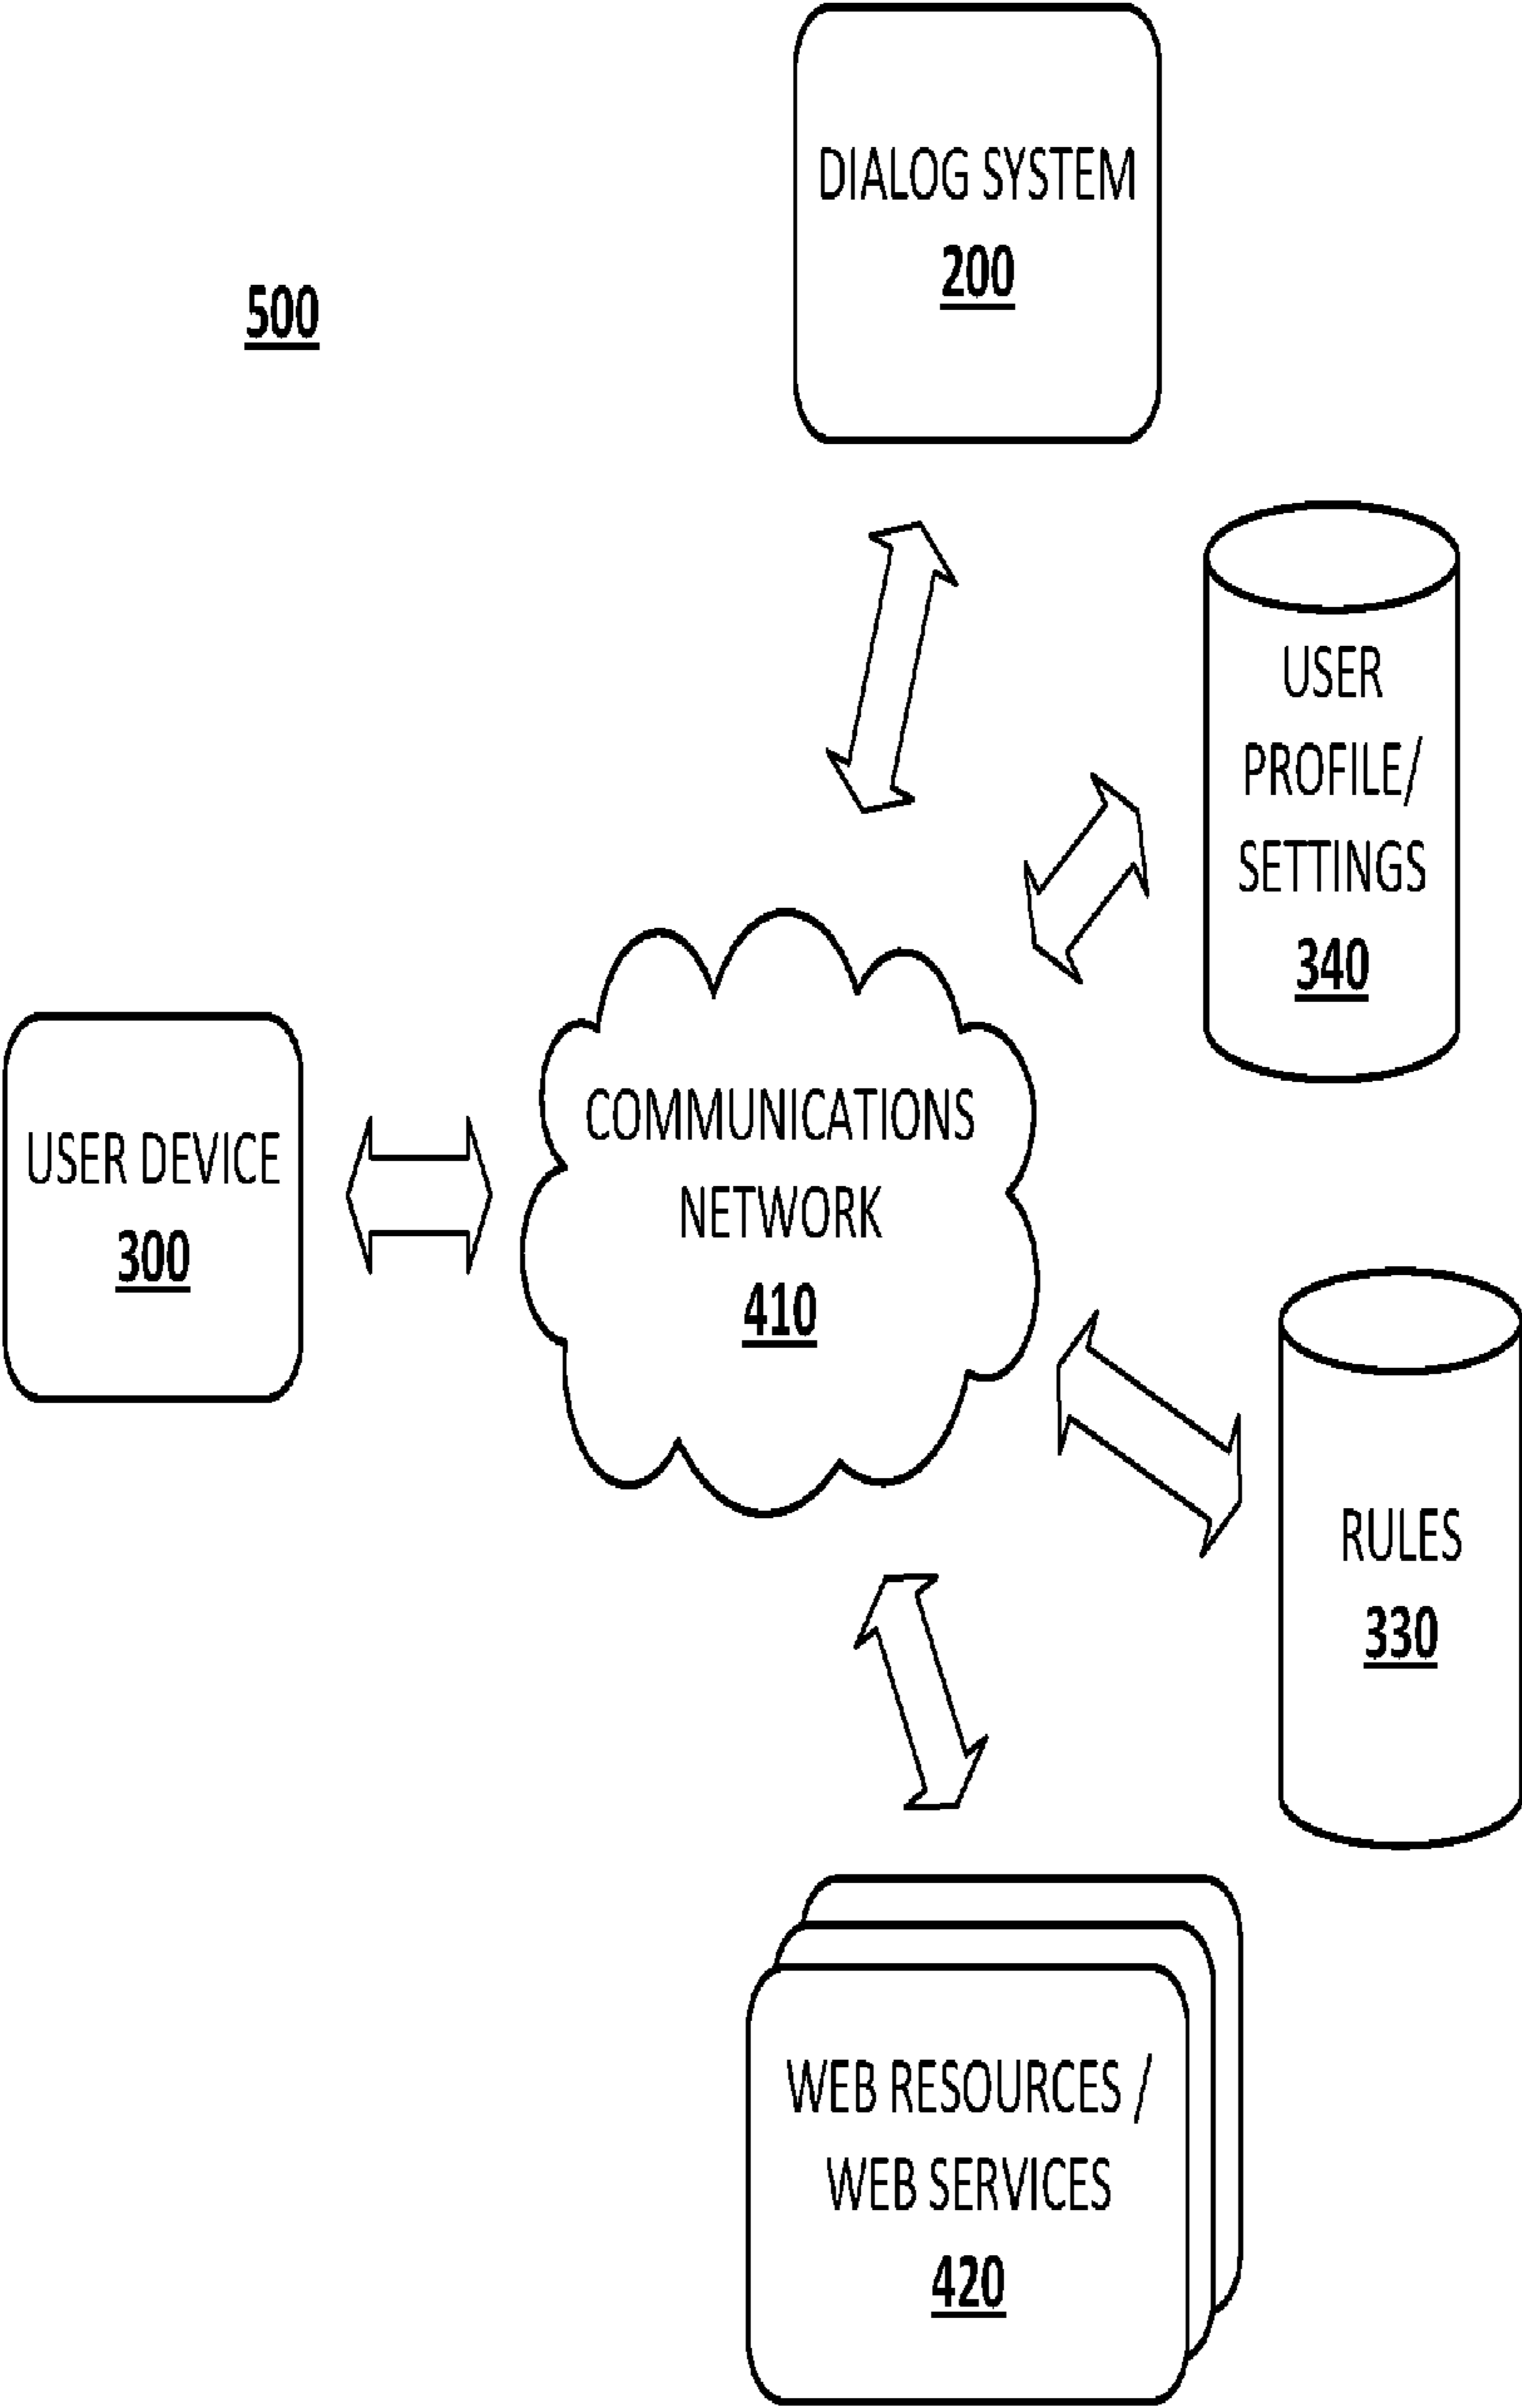 DIALOG SYSTEM
200
500
USER
PROFILE/
SETTINGS
340
USER DEVICE
300
COMMUNICATIONS
NETWORK
410
RULES
330
WEB RESOURCES /
WEB SERVICES
420